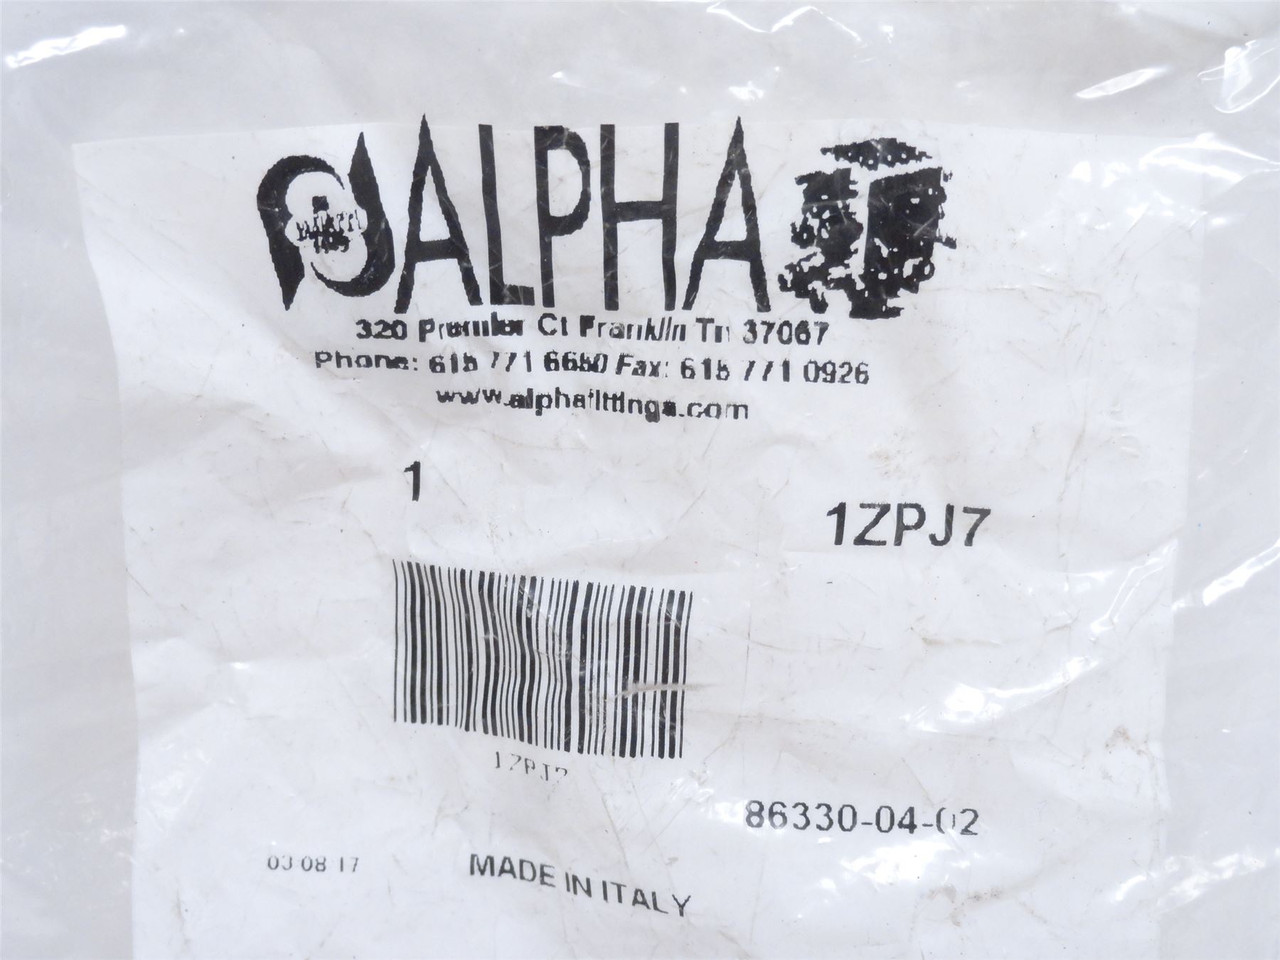 ALPHA
320 Premier Ct Franklin Tn 37067
Phone: 615 771 6650 Fax: 615 771 0926
www.alphafittings.com
1
1ZPJ7
1ZPJ7
86330-04-02
08 17
MADE IN ITALY